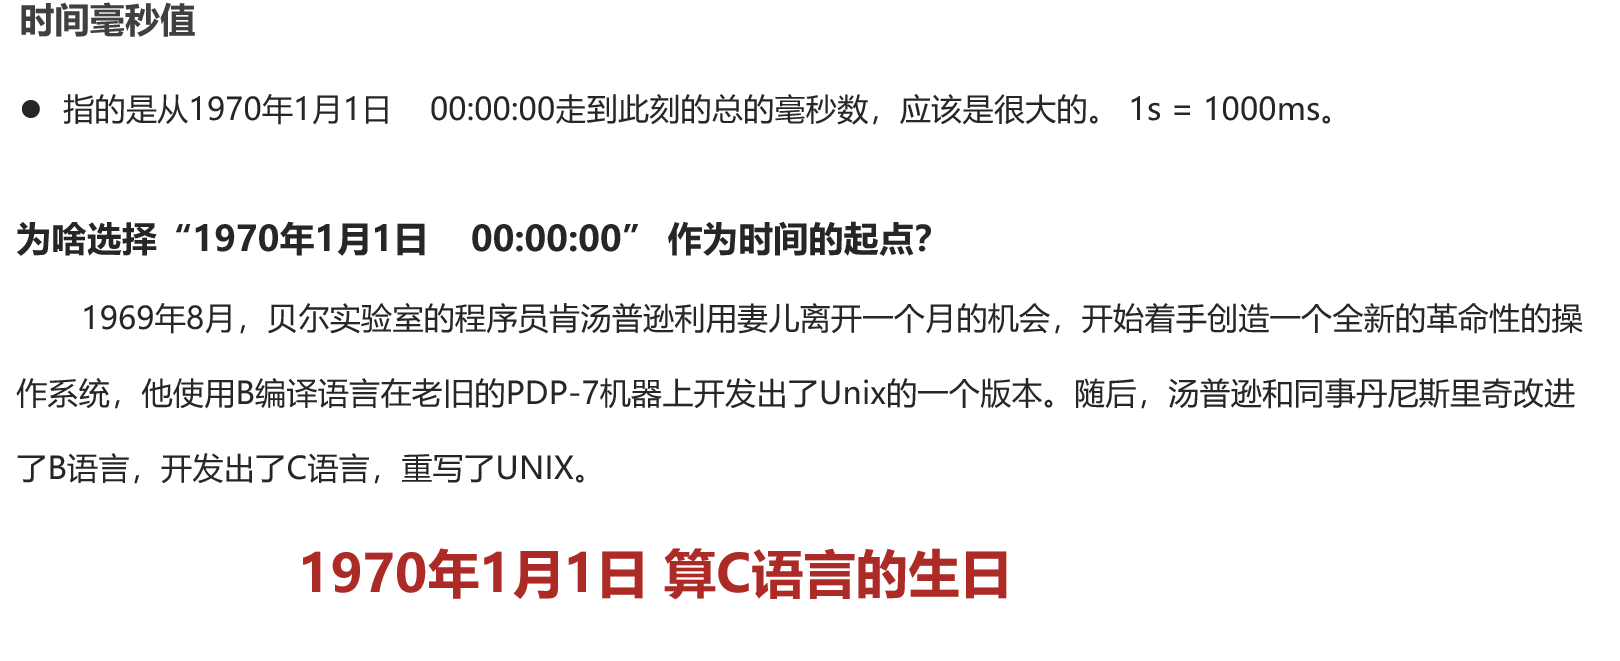 时间毫秒值
● 指的是从1970年1月1日 00:00:00走到此刻的总的毫秒数，应该是很大的。 1s = 1000ms。
为啥选择“1970年1月1日 00:00:00” 作为时间的起点?
1969年8月，贝尔实验室的程序员肯汤普逊利用妻儿离开一个月的机会，开始着手创造一个全新的革命性的操
作系统，他使用B编译语言在老旧的PDP-7机器上开发出了Unix的一个版本。随后，汤普逊和同事丹尼斯里奇改进
了B语言，开发出了C语言，重写了UNIX。
1970年1月1日 算C语言的生日